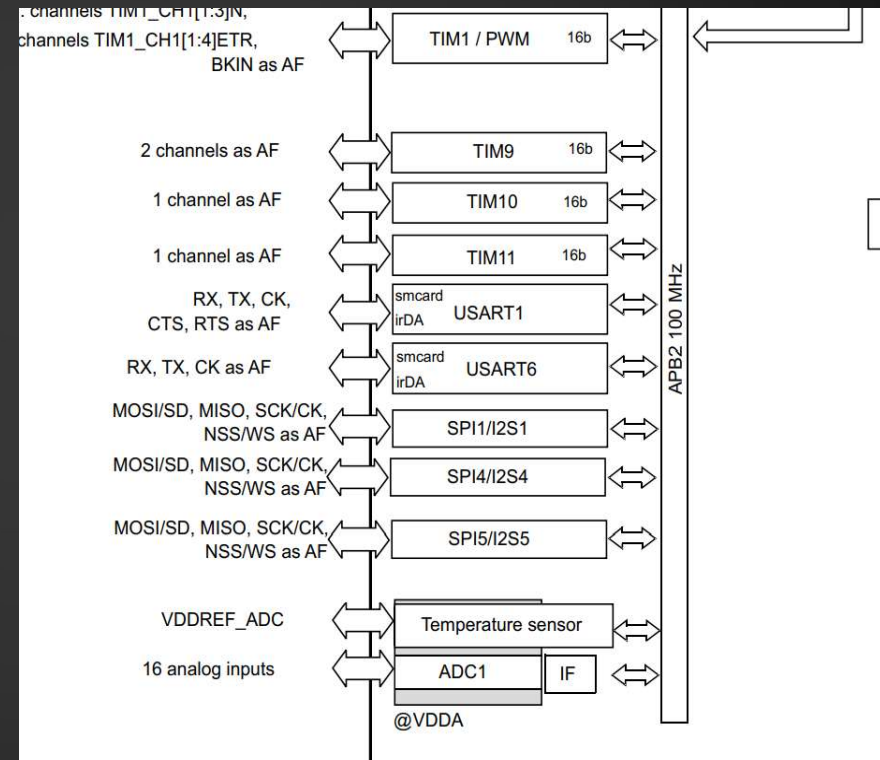 . channels TIM1_CH1[1:3]N,
channels TIM1_CH1[1:4]ETR,
BKIN as AF
TIM1 / PWM 16b
2 channels as AF
TIM9 16b
1 channel as AF
TIM10 16b
1 channel as AF
TIM11 16b
RX, TX, CK,
CTS, RTS as AF
smcard
irDA USART1
RX, TX, CK as AF
smcard
irDA USART6
MOSI/SD, MISO, SCK/CK,
NSS/WS as AF
SPI1/I2S1
MOSI/SD, MISO, SCK/CK,
NSS/WS as AF
SPI4/I2S4
MOSI/SD, MISO, SCK/CK,
NSS/WS as AF
SPI5/I2S5
VDDREF_ADC
Temperature sensor
16 analog inputs
ADC1
IF
@VDDA
APB2 100 MHz